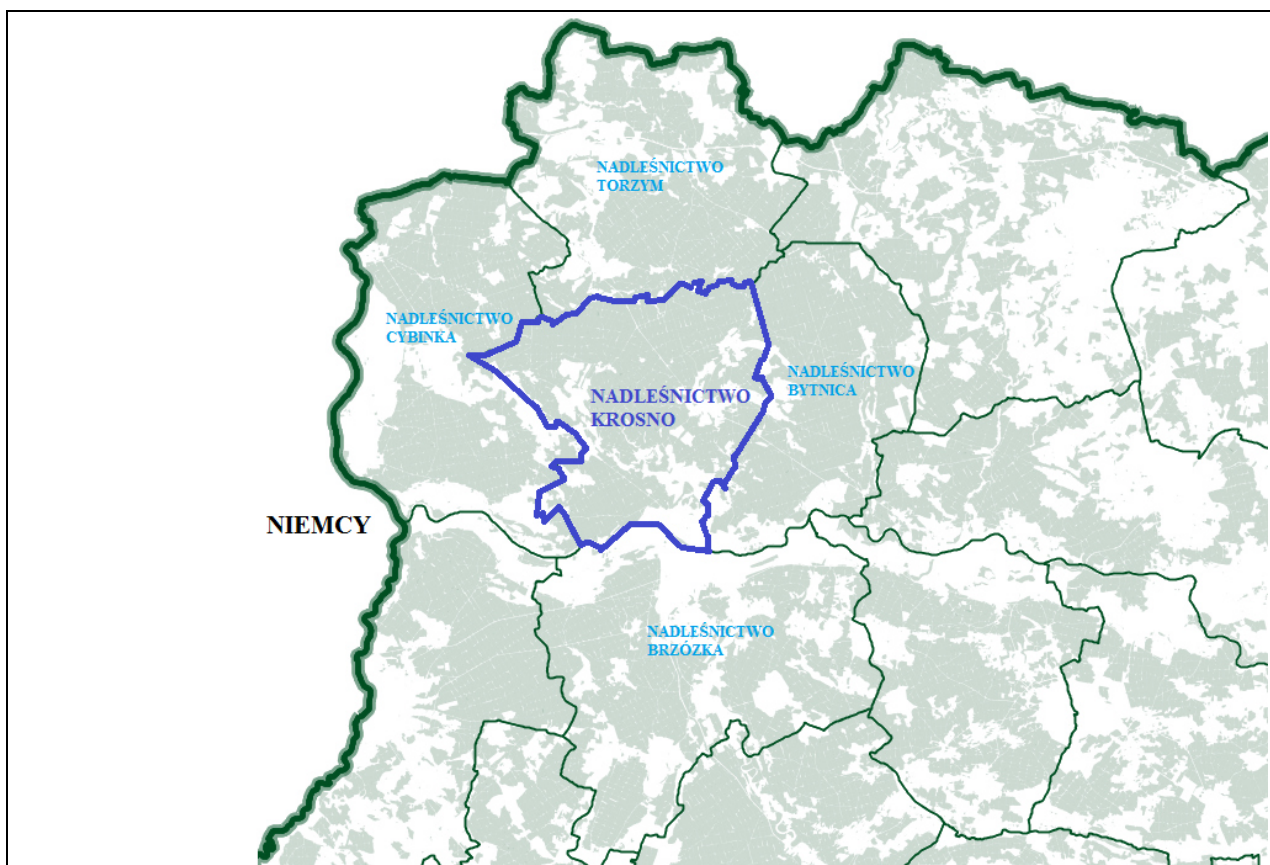 NADLEŚNICTWO
TORZYM
NADLEŚNICTWO
CYBINKA
NADLEŚNICTWO
BYTNICA
NADLEŚNICTWO
KROSNO
NIEMCY
NADLEŚNICTWO
BRZÓZKA